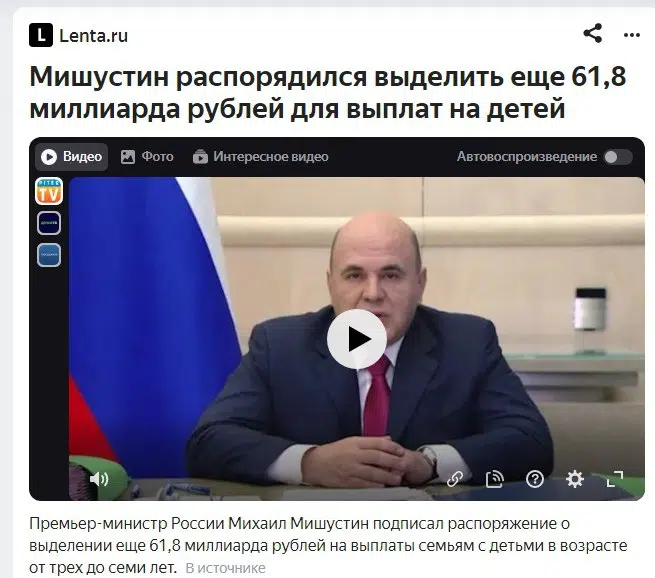 L Lenta.ru
Мишустин распорядился выделить еще 61,8
миллиарда рублей для выплат на детей
Видео Фото Интересное видео Автовоспроизведение
TV
Премьер-министр России Михаил Мишустин подписал распоряжение о
выделении еще 61,8 миллиарда рублей на выплаты семьям с детьми в возрасте
от трех до семи лет. В источнике